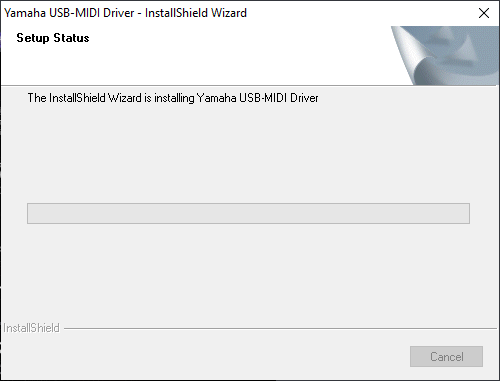 Yamaha USB-MIDI Driver - InstallShield Wizard
Setup Status
The InstallShield Wizard is installing Yamaha USB-MIDI Driver
InstallShield
Cancel